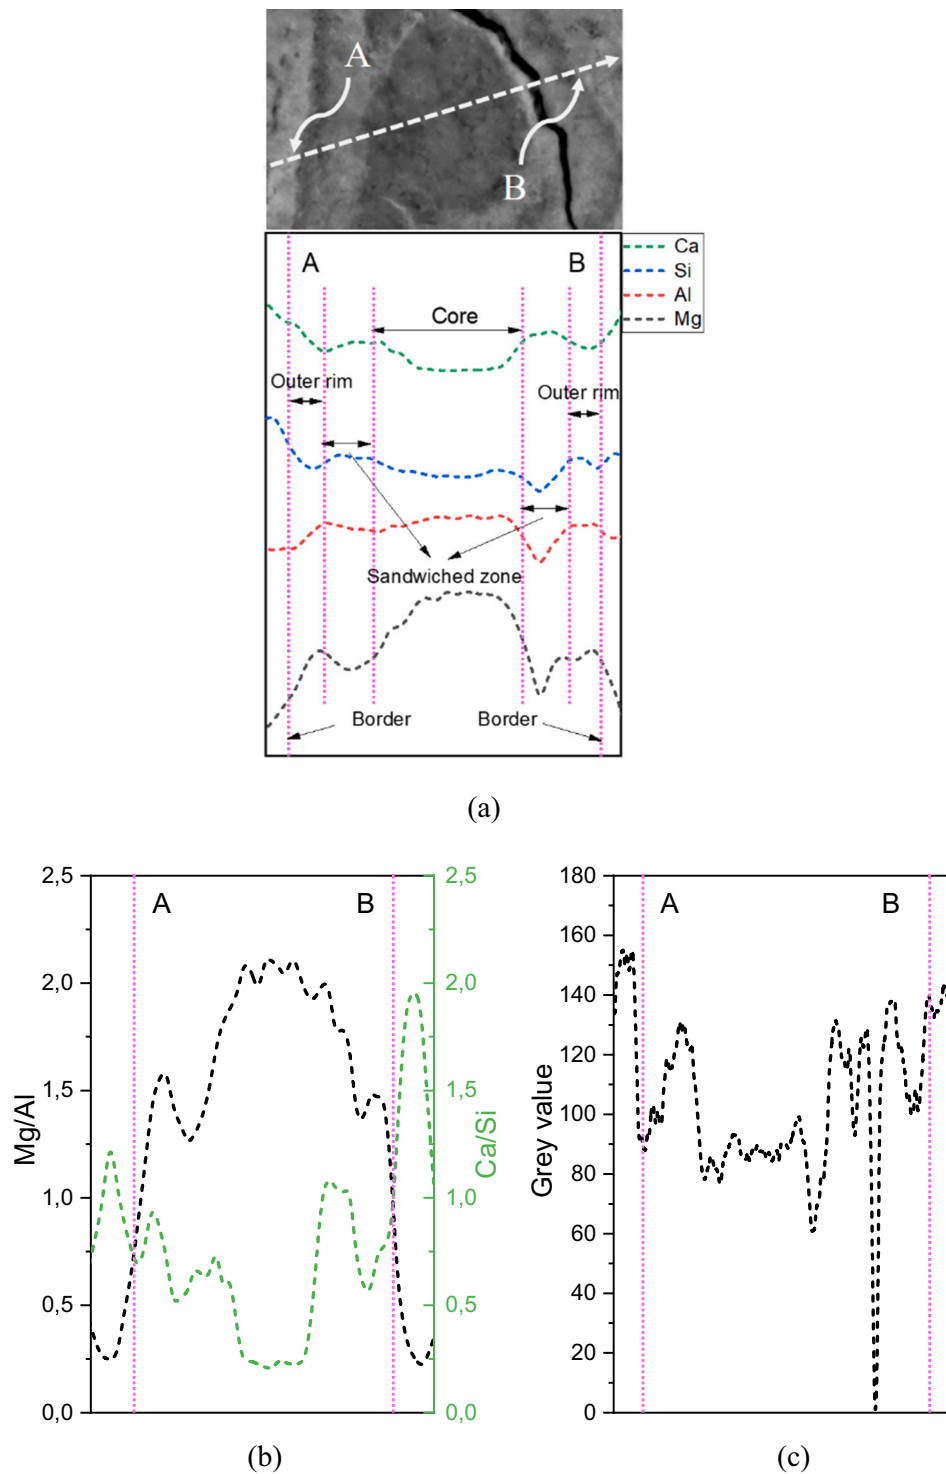 A
B
A
B
Ca
Si
Al
Mg
Core
Outer rim
Outer rim
Sandwiched zone
Border
Border
(a)
2,5
2,0
1,5
1,0
0,5
0,0
Mg/Al
A
B
2,5
2,0
1,5
1,0
0,5
0,0
Ca/Si
(b)
180
160
140
120
100
80
60
40
20
0
Grey value
A
B
(c)